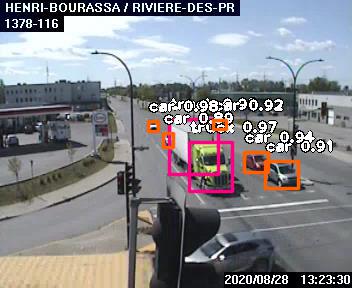 HENRI-BOURASSA / RIVIERE-DES-PR
1378-116
car 0.98
0.92
car 0.89
truck 0.97
car 0.94
car 0.91
2020/08/28 13:23:30